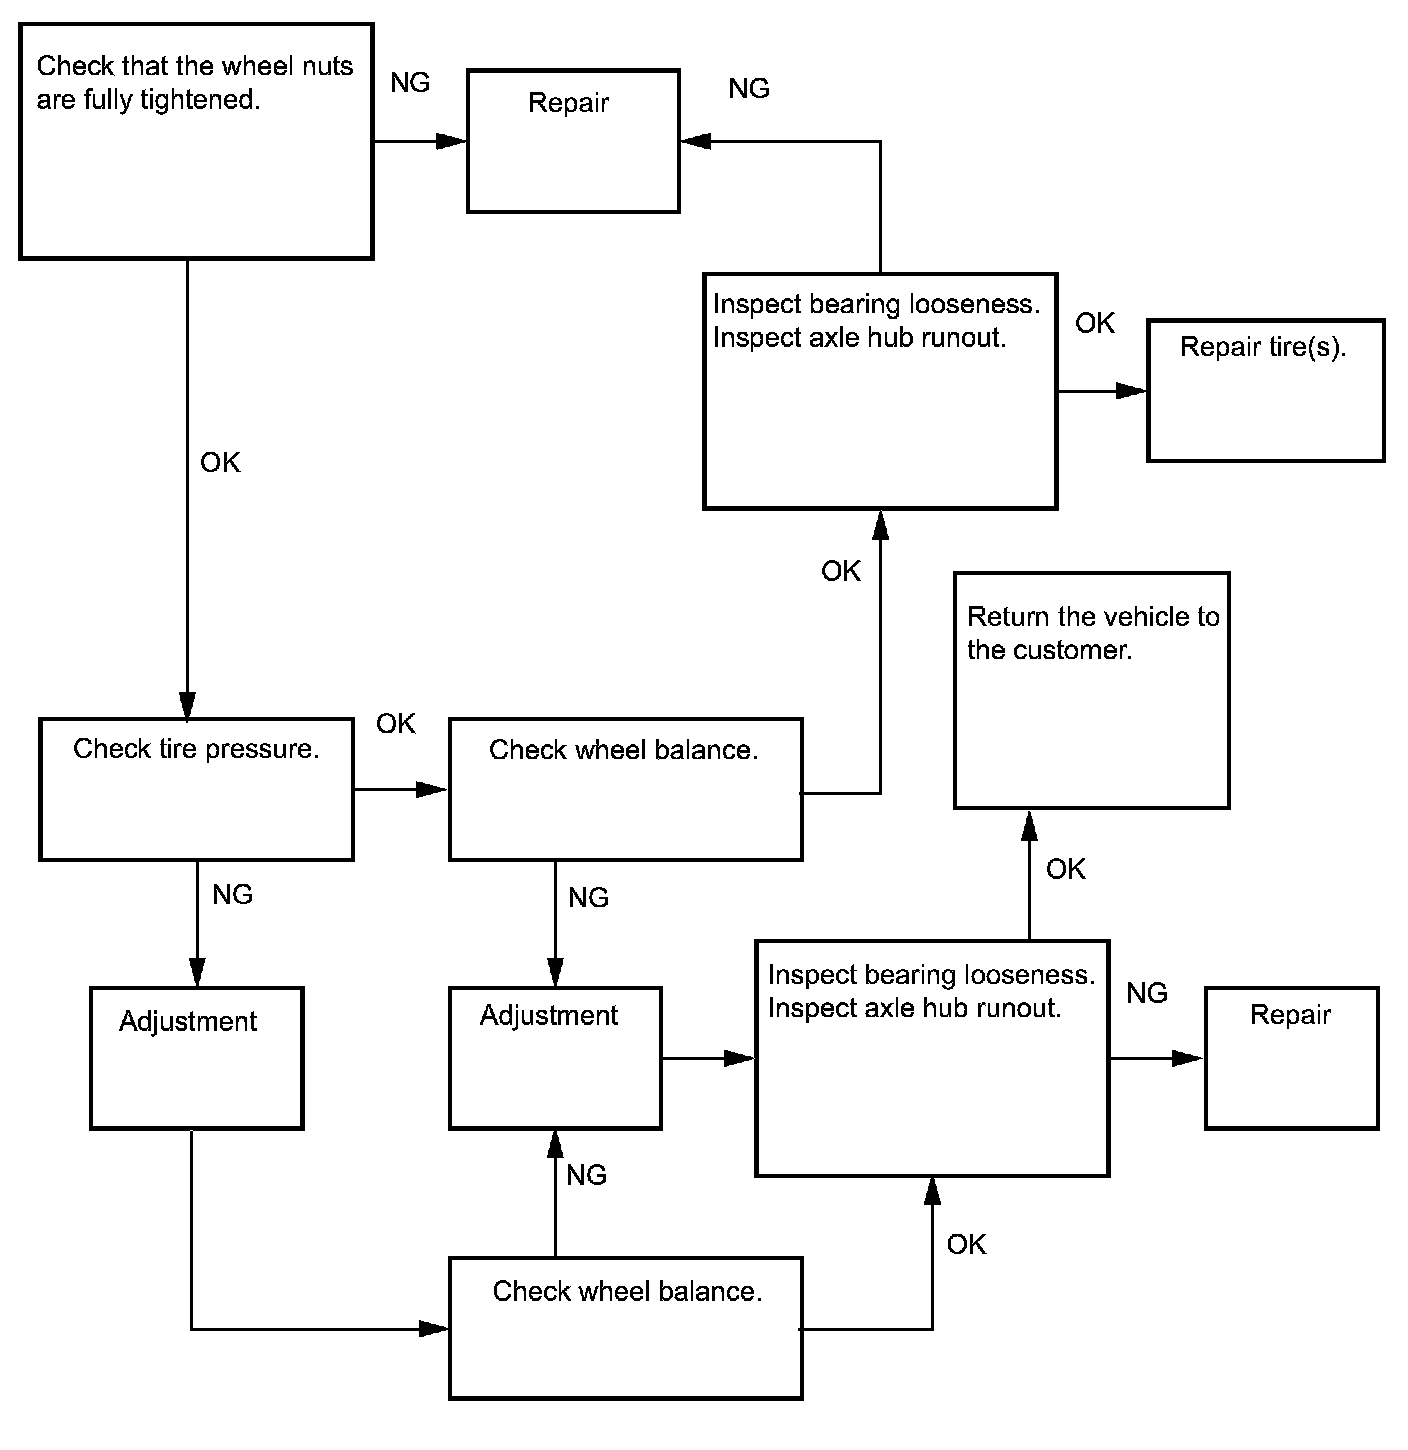 Check that the wheel nuts
are fully tightened.
NG
Repair
NG
Inspect bearing looseness.
Inspect axle hub runout.
OK
Repair tire(s).
OK
OK
Return the vehicle to
the customer.
Check tire pressure.
OK
Check wheel balance.
OK
NG
NG
Adjustment
Adjustment
Inspect bearing looseness.
Inspect axle hub runout.
NG
Repair
NG
OK
Check wheel balance.